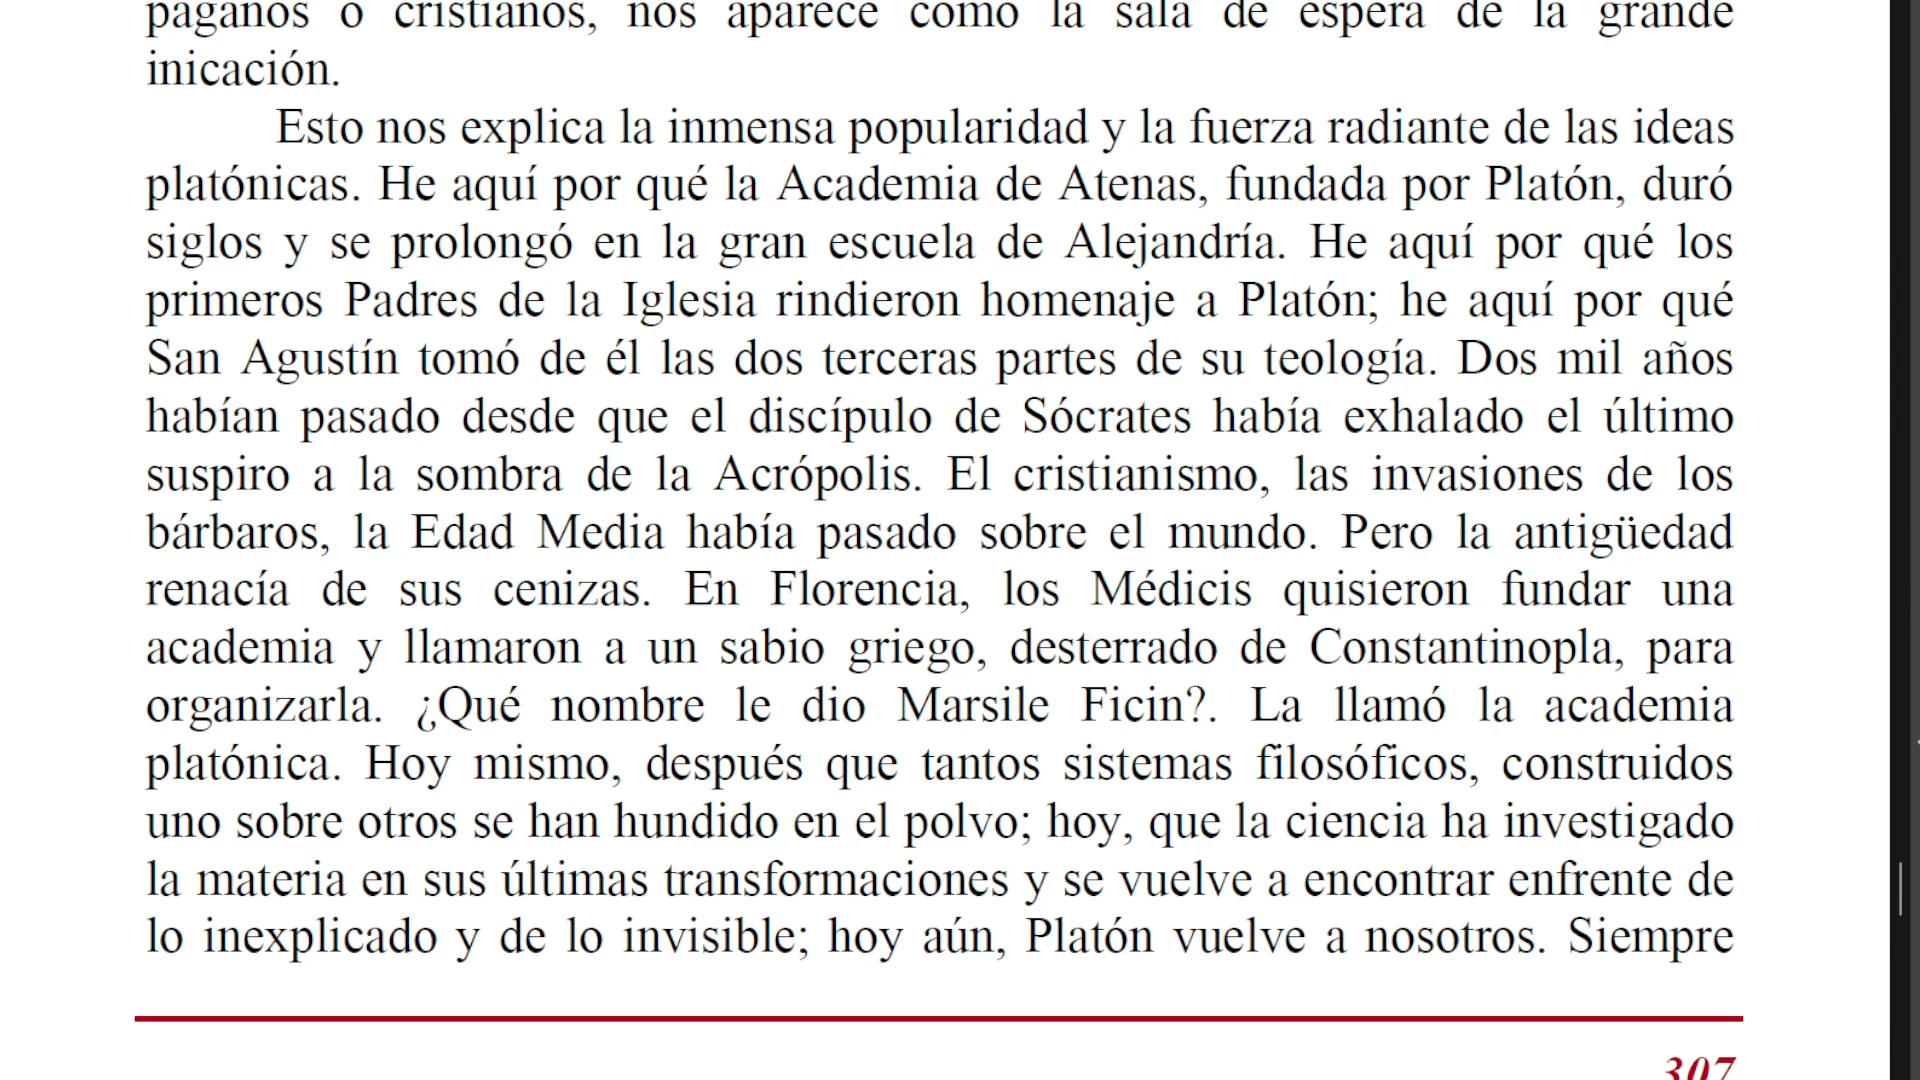 paganos o cristianos, nos aparece como la sala de espera de la grande
inicación.
Esto nos explica la inmensa popularidad y la fuerza radiante de las ideas
platónicas. He aquí por qué la Academia de Atenas, fundada por Platón, duró
siglos y se prolongó en la gran escuela de Alejandría. He aquí por qué los
primeros Padres de la Iglesia rindieron homenaje a Platón; he aquí por qué
San Agustín tomó de él las dos terceras partes de su teología. Dos mil años
habían pasado desde que el discípulo de Sócrates había exhalado el último
suspiro a la sombra de la Acrópolis. El cristianismo, las invasiones de los
bárbaros, la Edad Media había pasado sobre el mundo. Pero la antigüedad
renacía de sus cenizas. En Florencia, los Médicis quisieron fundar una
academia y llamaron a un sabio griego, desterrado de Constantinopla, para
organizarla. ¿Qué nombre le dio Marsile Ficin?. La llamó la academia
platónica. Hoy mismo, después que tantos sistemas filosóficos, construidos
uno sobre otros se han hundido en el polvo; hoy, que la ciencia ha investigado
la materia en sus últimas transformaciones y se vuelve a encontrar enfrente de
lo inexplicado y de lo invisible; hoy aún, Platón vuelve a nosotros. Siempre
307